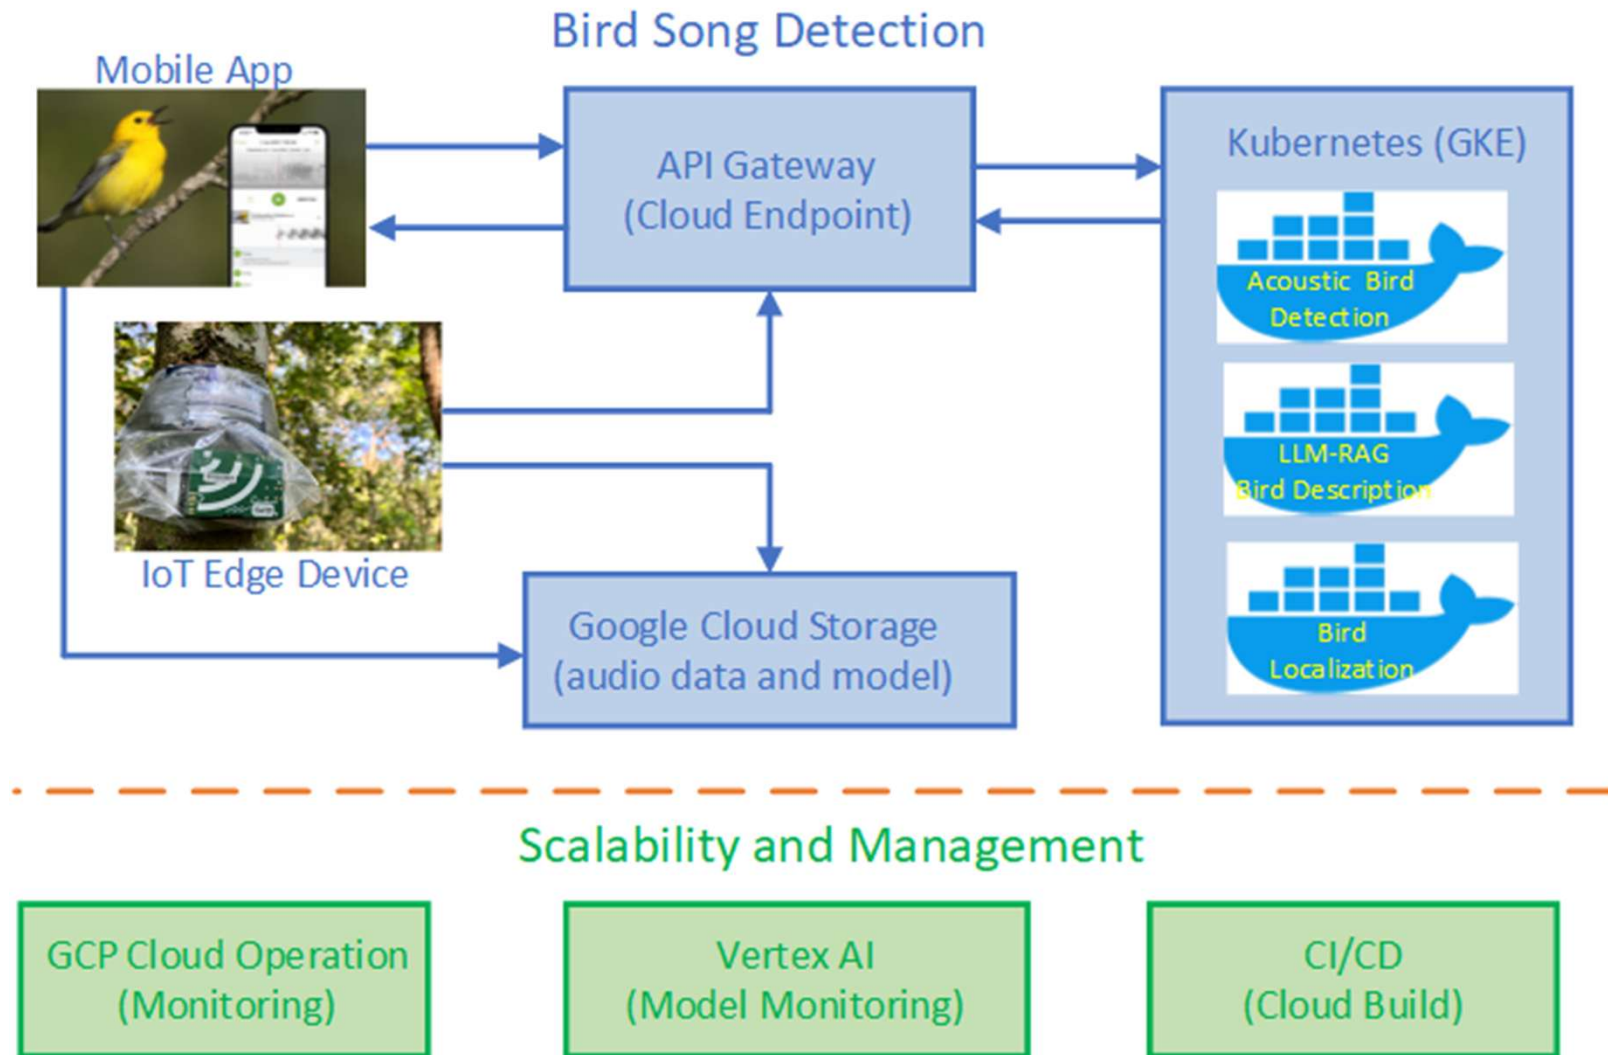 Bird Song Detection
Mobile App
API Gateway
(Cloud Endpoint)
Kubernetes (GKE)
Acoustic Bird
Detection
LLM-RAG
Bird Description
Bird
Localization
IoT Edge Device
Google Cloud Storage
(audio data and model)
Scalability and Management
GCP Cloud Operation
(Monitoring)
Vertex AI
(Model Monitoring)
CI/CD
(Cloud Build)